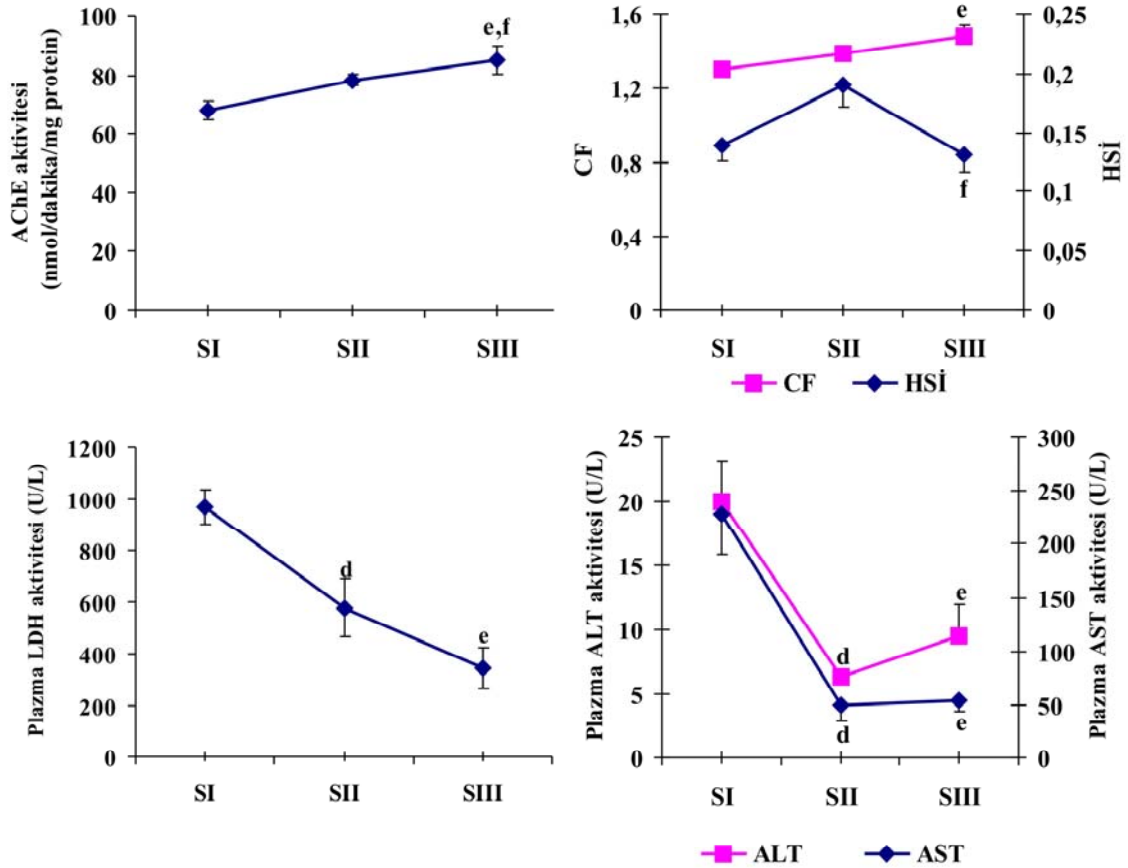 AChE aktivitesi
(nmol/dakika/mg protein)
100
80
60
40
20
0
e,f
SI
SII
SIII
CF
1,6
1,2
0,8
0,4
0
e
f
0,25
0,2
0,15
0,1
0,05
0
HSİ
SI
SII
SIII
CF
HSİ
Plazma LDH aktivitesi (U/L)
1200
1000
800
600
400
200
0
d
e
SI
SII
SIII
Plazma ALT aktivitesi (U/L)
25
20
15
10
5
0
d
e
d
e
300
250
200
150
100
50
0
Plazma AST aktivitesi (U/L)
SI
SII
SIII
ALT
AST